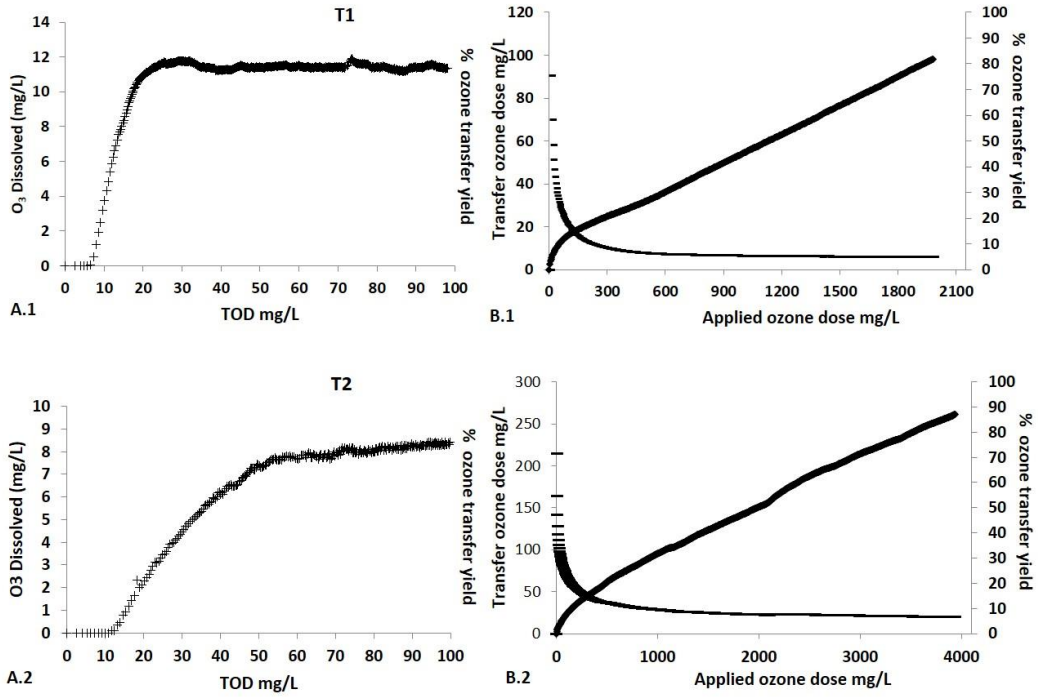 T1
14
12
10
8
6
4
2
0
O3 Dissolved (mg/L)
0 10 20 30 40 50 60 70 80 90 100
TOD mg/L
% ozone transfer yield
A.1
120
100
80
60
40
20
0
Transfer ozone dose mg/L
0 300 600 900 1200 1500 1800 2100
Applied ozone dose mg/L
100
90
80
70
60
50
40
30
20
10
0
% ozone transfer yield
B.1
T2
10
9
8
7
6
5
4
3
2
1
0
O3 Dissolved (mg/L)
0 10 20 30 40 50 60 70 80 90 100
TOD mg/L
% ozone transfer yield
A.2
300
250
200
150
100
50
0
Transfer ozone dose mg/L
0 1000 2000 3000 4000
Applied ozone dose mg/L
100
90
80
70
60
50
40
30
20
10
0
% ozone transfer yield
B.2